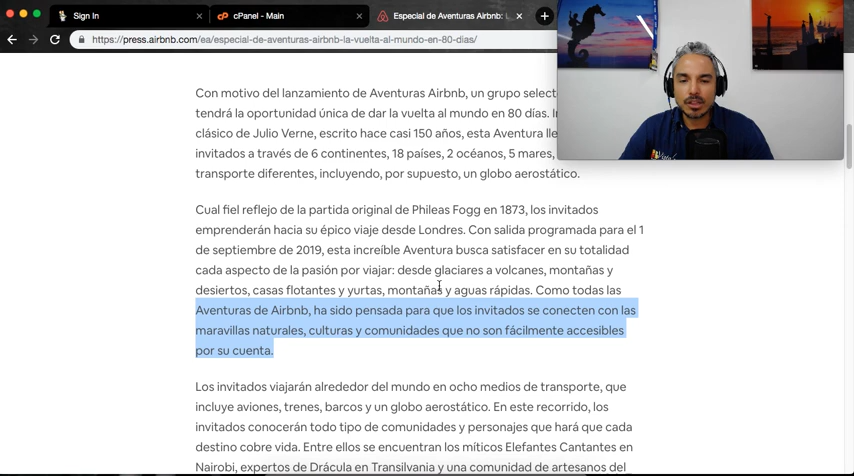 Sign In
cPanel - Main
Especial de Aventuras Airbnb:
https://press.airbnb.com/ea/especial-de-aventuras-airbnb-la-vuelta-al-mundo-en-80-dias/
Con motivo del lanzamiento de Aventuras Airbnb, un grupo select
tendrá la oportunidad única de dar la vuelta al mundo en 80 días. I
clásico de Julio Verne, escrito hace casi 150 años, esta Aventura lle
invitados a través de 6 continentes, 18 países, 2 océanos, 5 mares,
transporte diferentes, incluyendo, por supuesto, un globo aerostático.
Cual fiel reflejo de la partida original de Phileas Fogg en 1873, los invitados
emprenderán hacia su épico viaje desde Londres. Con salida programada para el 1
de septiembre de 2019, esta increíble Aventura busca satisfacer en su totalidad
cada aspecto de la pasión por viajar: desde glaciares a volcanes, montañas y
desiertos, casas flotantes y yurtas, montañas y aguas rápidas. Como todas las
Aventuras de Airbnb, ha sido pensada para que los invitados se conecten con las
maravillas naturales, culturas y comunidades que no son fácilmente accesibles
por su cuenta.
Los invitados viajarán alrededor del mundo en ocho medios de transporte, que
incluye aviones, trenes, barcos y un globo aerostático. En este recorrido, los
invitados conocerán todo tipo de comunidades y personajes que hará que cada
destino cobre vida. Entre ellos se encuentran los míticos Elefantes Cantantes en
Nairobi, expertos de Drácula en Transilvania y una comunidad de artesanos del